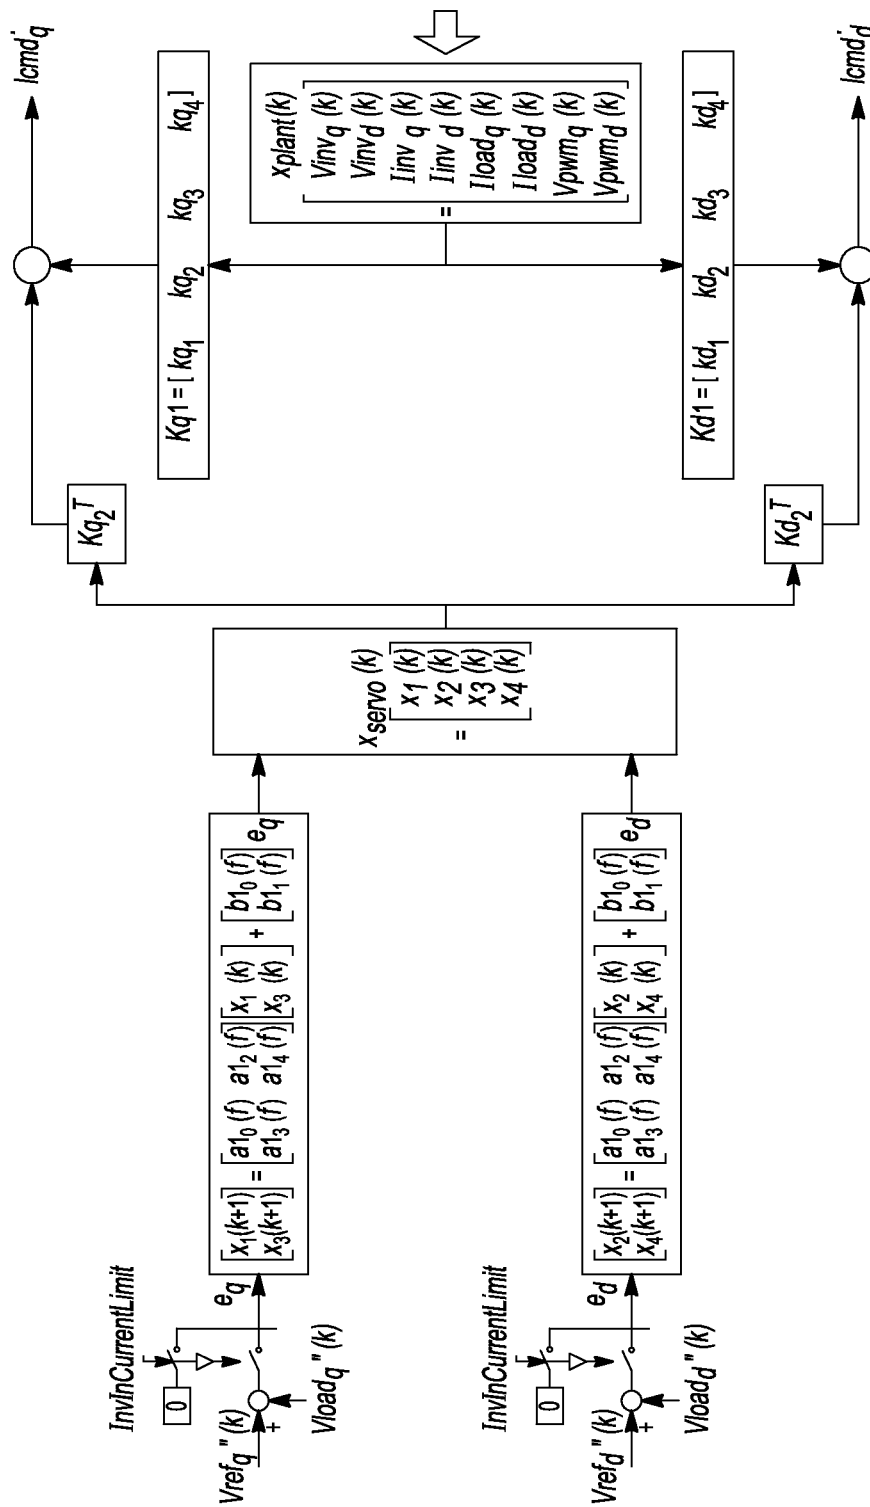 InvInCurrentLimit
0
Vref_q"(k)
+
Vload_q"(k)
e_q
[x_1(k+1)] = [a1_0(f) a1_2(f)] [x_1(k)] + [b1_0(f)] e_q
[x_3(k+1)] [a1_3(f) a1_4(f)] [x_3(k)] [b1_1(f)]
InvInCurrentLimit
0
Vref_d"(k)
+
Vload_d"(k)
e_d
[x_2(k+1)] = [a1_0(f) a1_2(f)] [x_2(k)] + [b1_0(f)] e_d
[x_4(k+1)] [a1_3(f) a1_4(f)] [x_4(k)] [b1_1(f)]
x_servo(k)
x_1(k)
x_2(k)
= x_3(k)
x_4(k)
Kq_2T
Kd_2T
Kq1 = [kq_1 kq_2 kq_3 kq_4]
x_plant(k)
Vinv_q(k)
Vinv_d(k)
Iinv_q(k)
Iinv_d(k)
Iload_q(k)
Iload_d(k)
Vpwm_q(k)
Vpwm_d(k)
=
Kd1 = [kd_1 kd_2 kd_3 kd_4]
Icmd'_q
Icmd'_d